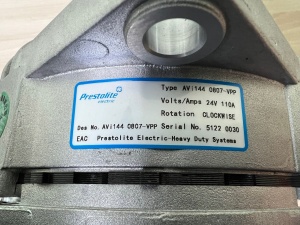 Prestolite
electric
Type AVi144 0807-VPP
Volts/Amps 24V 110A
Rotation CLOCKWISE
Des No. AVi144 0807-VPP Serial No. 5122 0030
EAC Prestolite Electric-Heavy Duty Systems